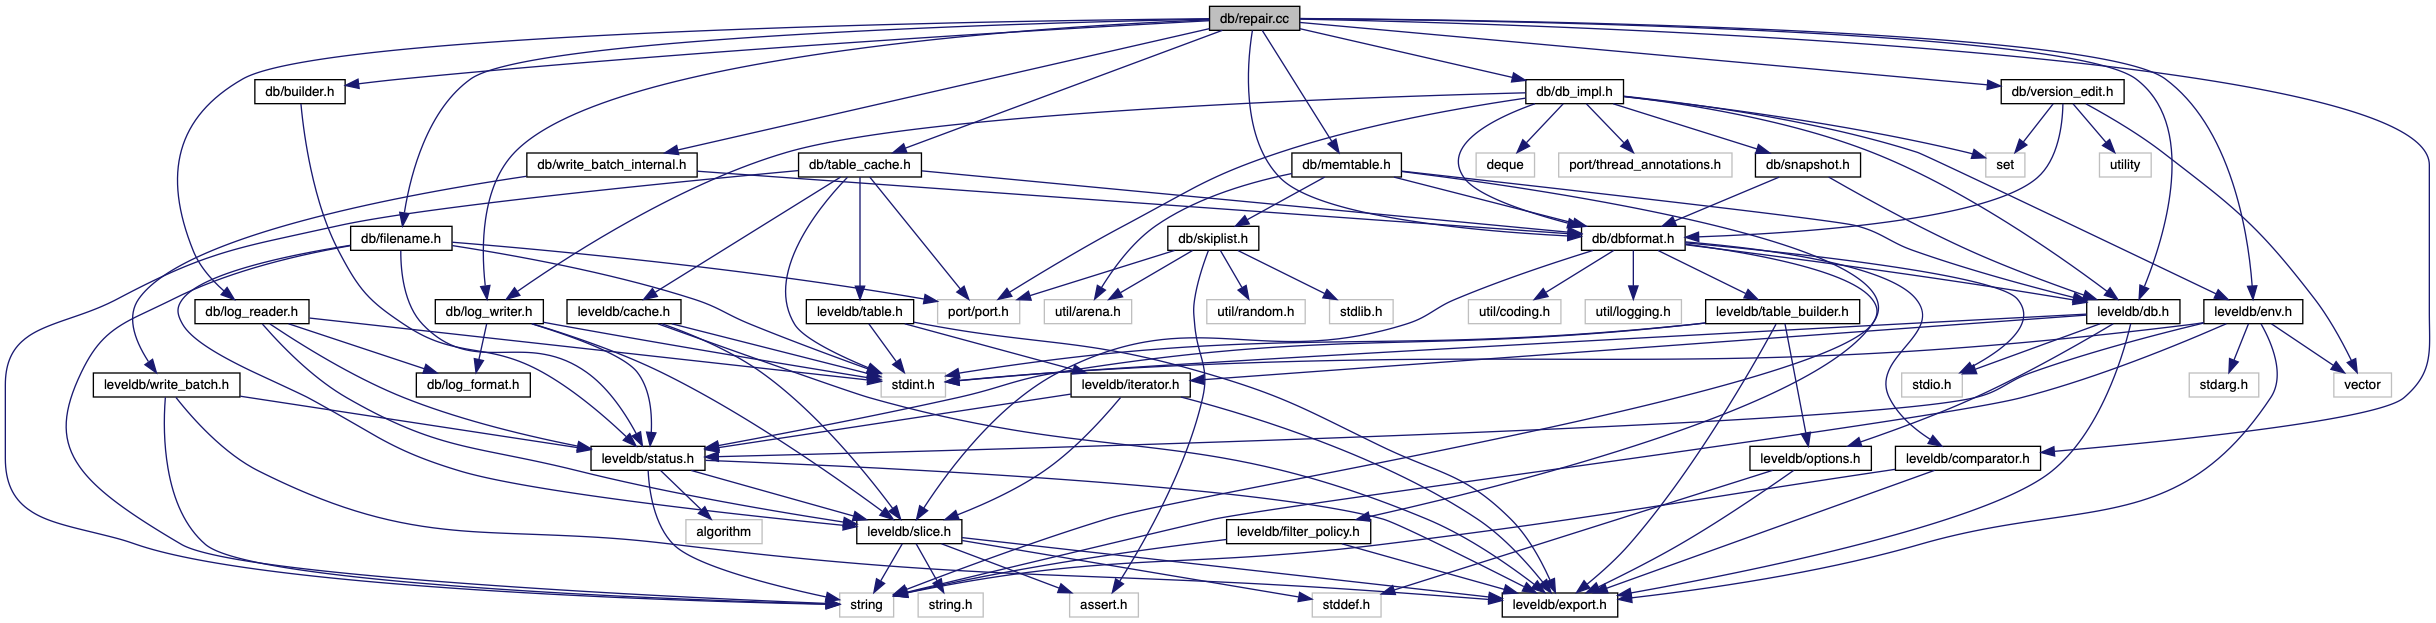 db/repair.cc
db/builder.h
db/db_impl.h
db/version_edit.h
db/write_batch_internal.h
db/table_cache.h
db/memtable.h
deque
port/thread_annotations.h
db/snapshot.h
set
utility
db/filename.h
db/skiplist.h
db/dbformat.h
db/log_reader.h
db/log_writer.h
leveldb/cache.h
leveldb/table.h
port/port.h
util/arena.h
util/random.h
stdlib.h
util/coding.h
util/logging.h
leveldb/table_builder.h
leveldb/db.h
leveldb/env.h
leveldb/write_batch.h
db/log_format.h
stdint.h
leveldb/iterator.h
stdio.h
stdarg.h
vector
leveldb/status.h
leveldb/options.h
leveldb/comparator.h
algorithm
leveldb/slice.h
leveldb/filter_policy.h
string
string.h
assert.h
stddef.h
leveldb/export.h